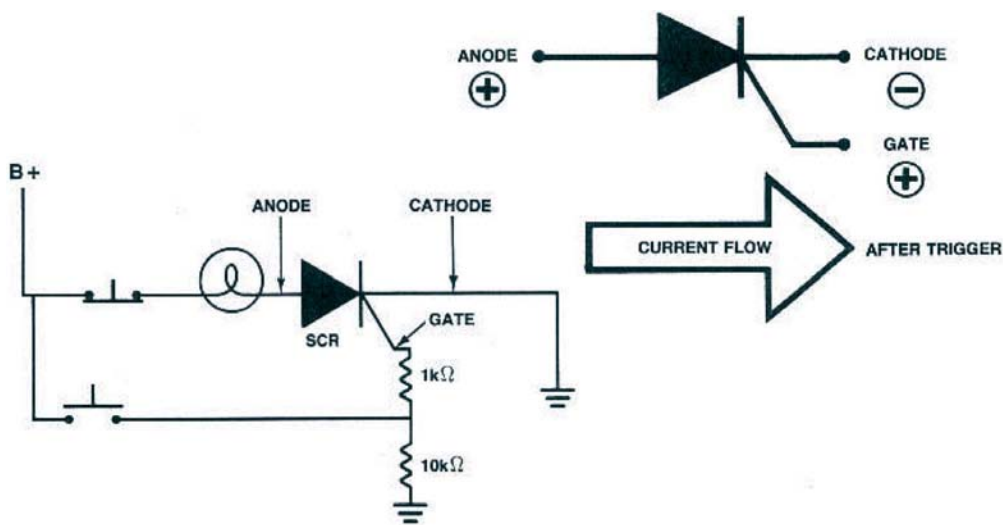 ANODE
+
CATHODE
−
GATE
+
B+
ANODE
CATHODE
CURRENT FLOW
AFTER TRIGGER
SCR
GATE
1kΩ
10kΩ